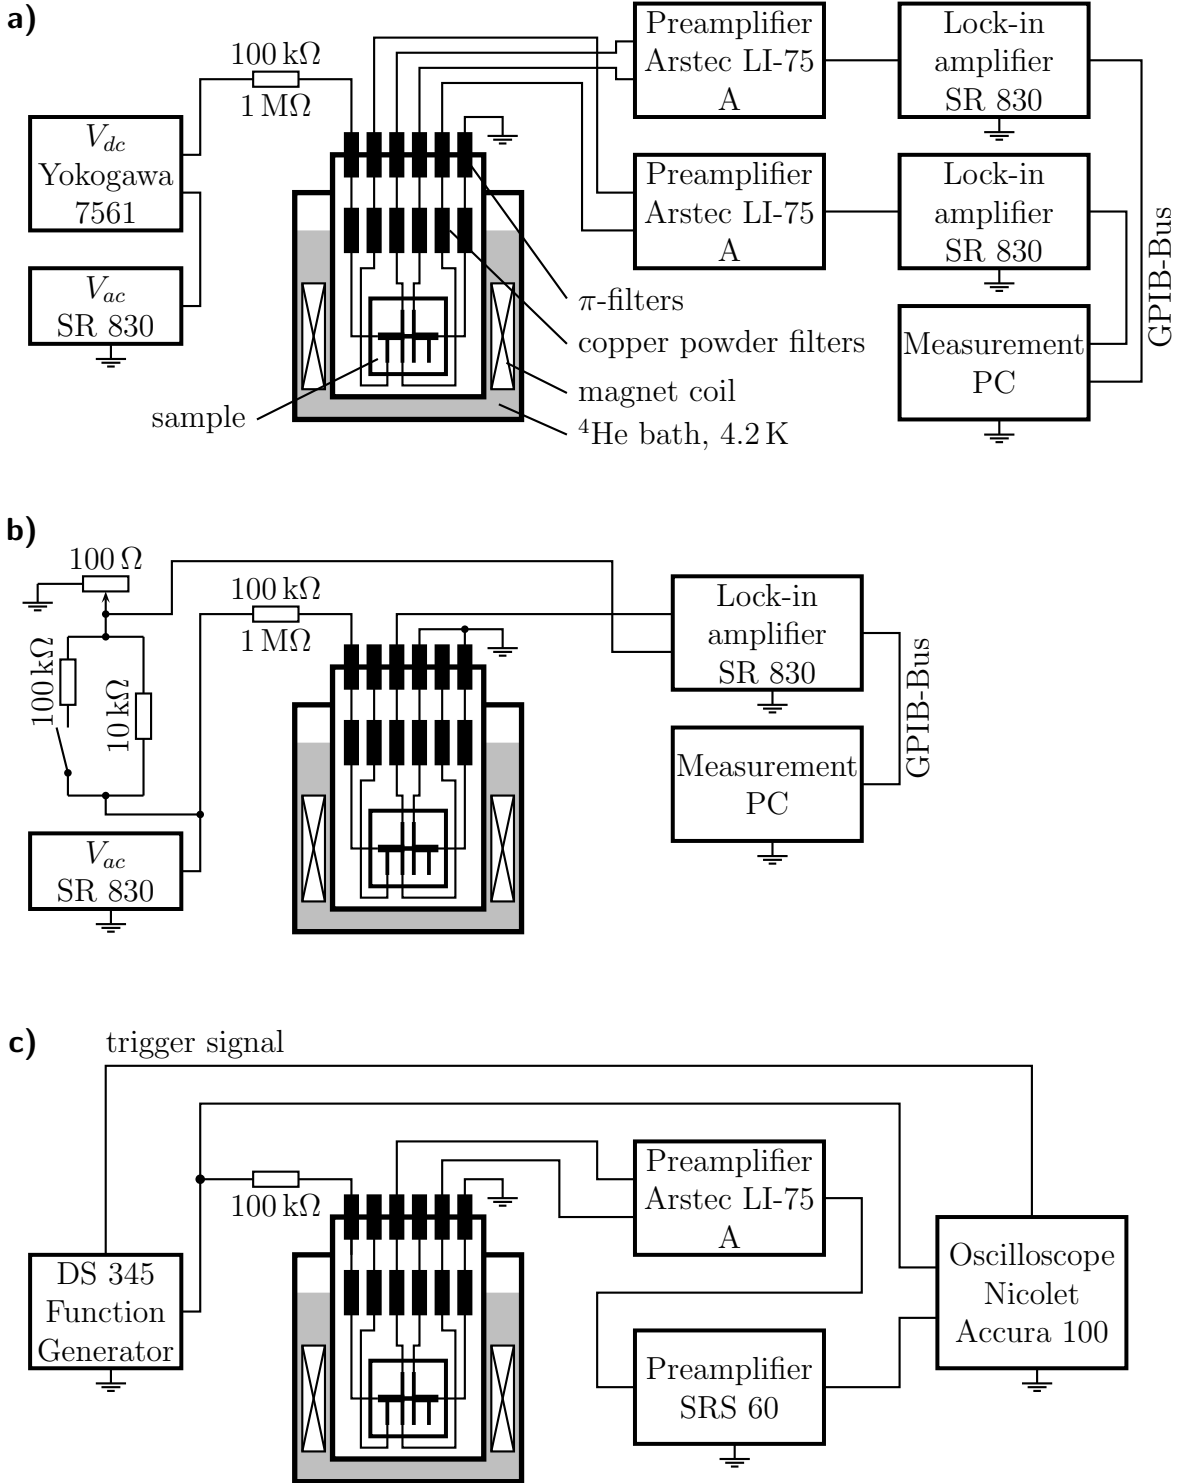 a)
100 kΩ
1 MΩ
V_dc
Yokogawa
7561
V_ac
SR 830
Preamplifier
Arstec LI-75
A
Lock-in
amplifier
SR 830
Preamplifier
Arstec LI-75
A
Lock-in
amplifier
SR 830
Measurement
PC
GPIB-Bus
π-filters
copper powder filters
magnet coil
⁴He bath, 4.2 K
sample
b)
100 Ω
100 kΩ
10 kΩ
100 kΩ
1 MΩ
V_ac
SR 830
Lock-in
amplifier
SR 830
Measurement
PC
GPIB-Bus
c)
trigger signal
100 kΩ
DS 345
Function
Generator
Preamplifier
Arstec LI-75
A
Preamplifier
SRS 60
Oscilloscope
Nicolet
Accura 100